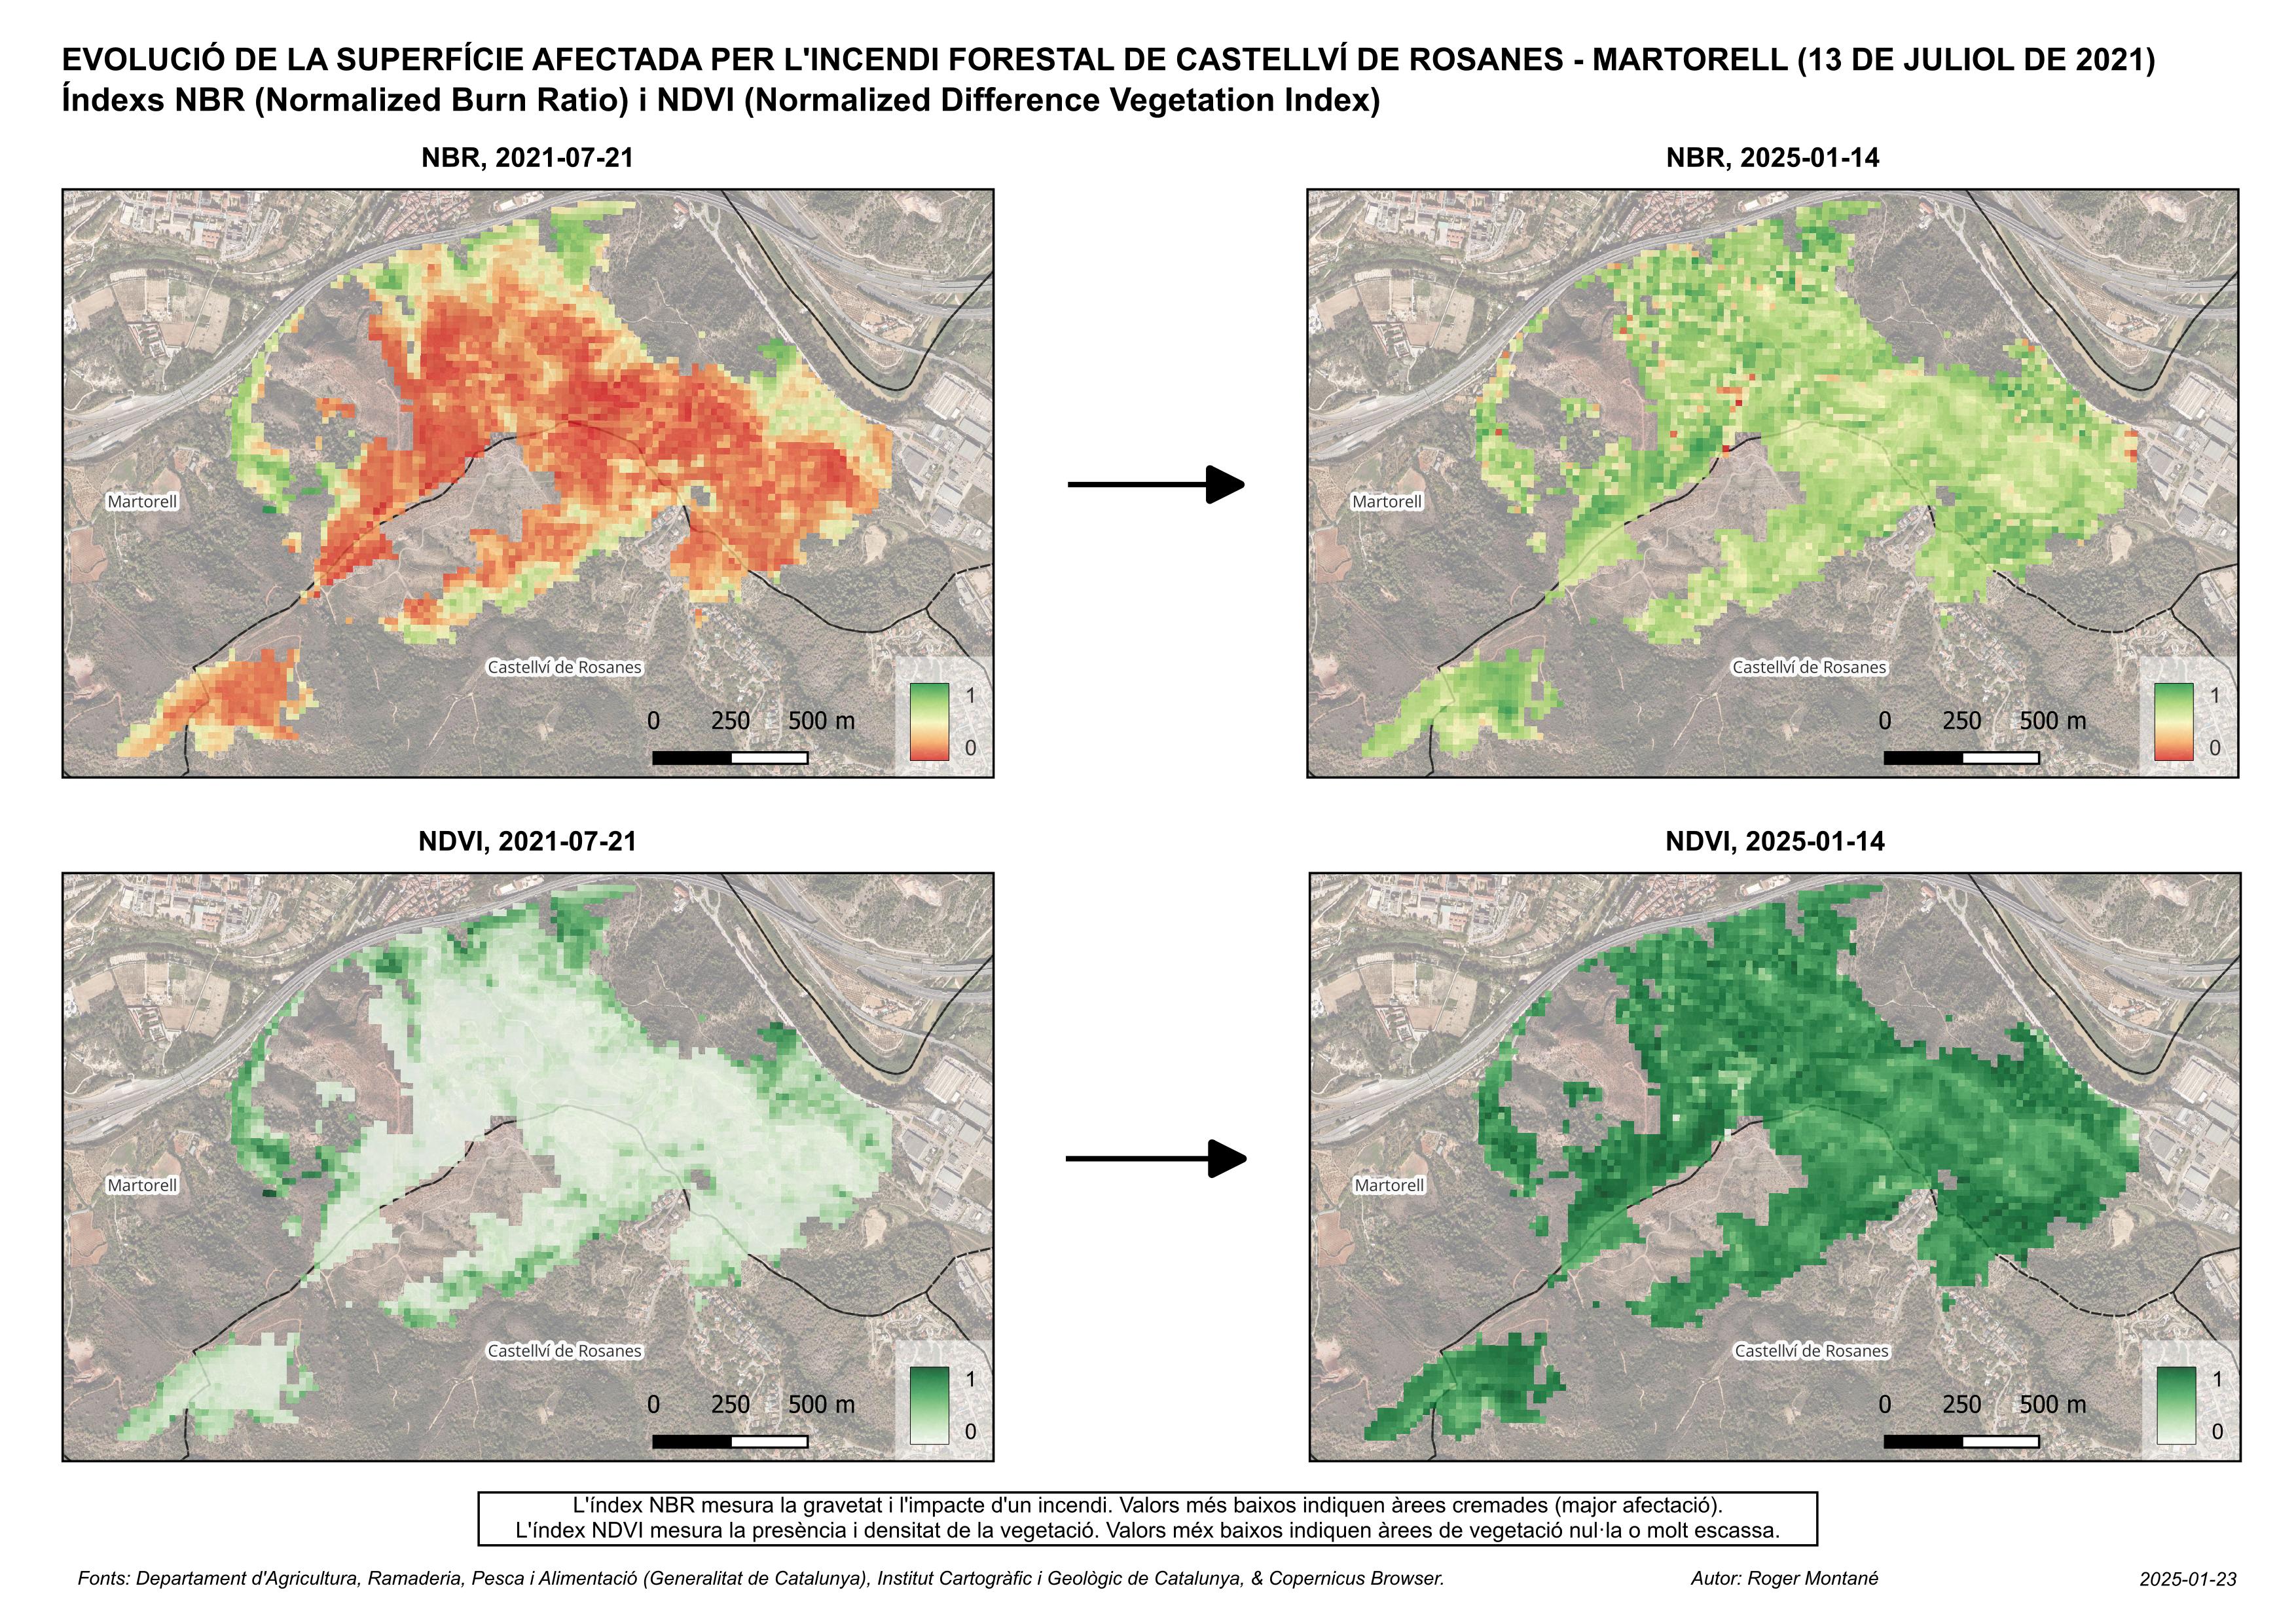 EVOLUCIÓ DE LA SUPERFÍCIE AFECTADA PER L'INCENDI FORESTAL DE CASTELLVÍ DE ROSANES - MARTORELL (13 DE JULIOL DE 2021)
Índexs NBR (Normalized Burn Ratio) i NDVI (Normalized Difference Vegetation Index)
NBR, 2021-07-21
Martorell
Castellví de Rosanes
0 250 500 m
1
0
NBR, 2025-01-14
Martorell
Castellví de Rosanes
0 250 500 m
1
0
NDVI, 2021-07-21
Martorell
Castellví de Rosanes
0 250 500 m
1
0
NDVI, 2025-01-14
Martorell
Castellví de Rosanes
0 250 500 m
1
0
L'índex NBR mesura la gravetat i l'impacte d'un incendi. Valors més baixos indiquen àrees cremades (major afectació).
L'índex NDVI mesura la presència i densitat de la vegetació. Valors méx baixos indiquen àrees de vegetació nul·la o molt escassa.
Fonts: Departament d'Agricultura, Ramaderia, Pesca i Alimentació (Generalitat de Catalunya), Institut Cartogràfic i Geològic de Catalunya, & Copernicus Browser.
Autor: Roger Montané
2025-01-23